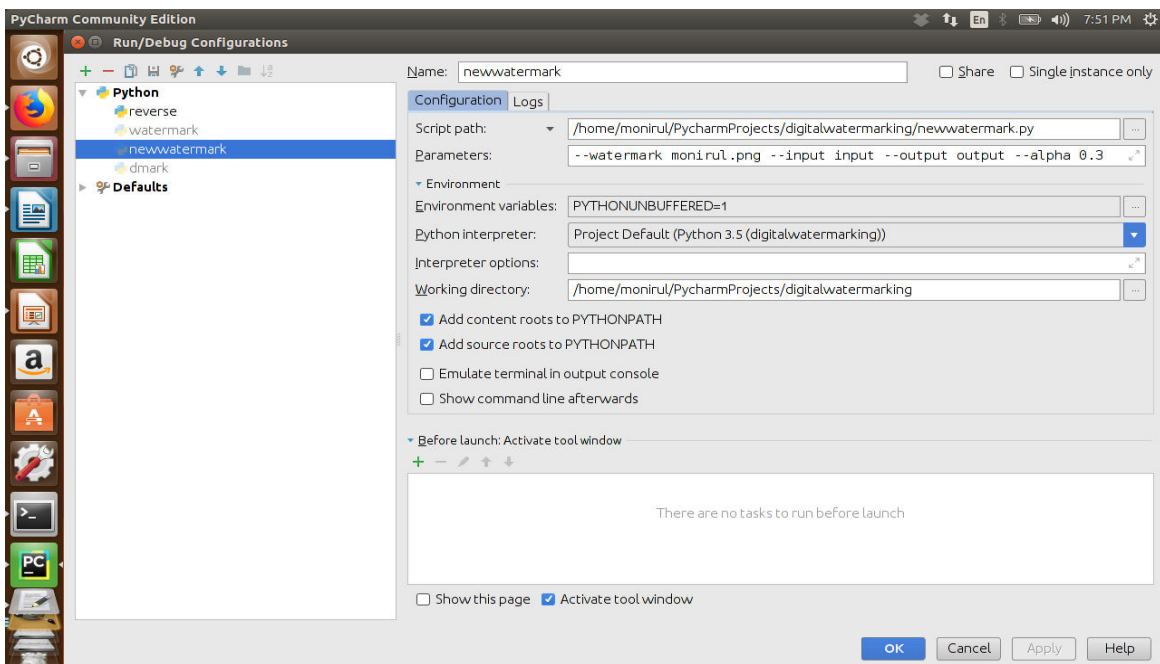 PyCharm Community Edition
En
7:51 PM
Run/Debug Configurations
Name: newwatermark
Share
Single instance only
Python
reverse
watermark
newwatermark
dmark
Defaults
Configuration
Logs
Script path: /home/monirul/PycharmProjects/digitalwatermarking/newwatermark.py
Parameters: --watermark monirul.png --input input --output output --alpha 0.3
Environment
Environment variables: PYTHONUNBUFFERED=1
Python interpreter: Project Default (Python 3.5 (digitalwatermarking))
Interpreter options:
Working directory: /home/monirul/PycharmProjects/digitalwatermarking
Add content roots to PYTHONPATH
Add source roots to PYTHONPATH
Emulate terminal in output console
Show command line afterwards
Before launch: Activate tool window
There are no tasks to run before launch
Show this page
Activate tool window
OK
Cancel
Apply
Help
a
A
>_
PC